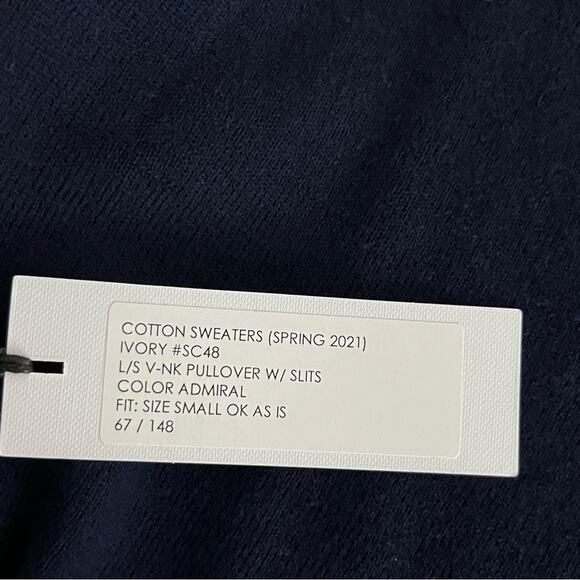 COTTON SWEATERS (SPRING 2021)
IVORY #SC48
L/S V-NK PULLOVER W/ SLITS
COLOR ADMIRAL
FIT: SIZE SMALL OK AS IS
67 / 148